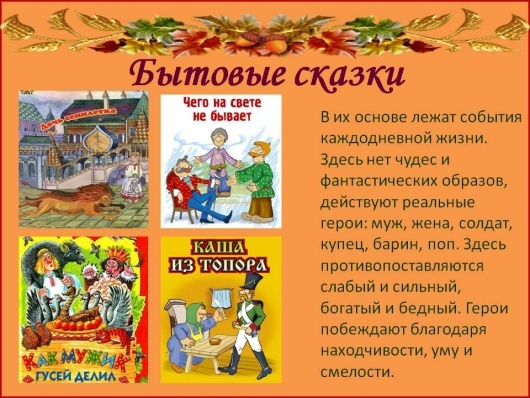 Бытовые сказки
Дочь семилетка
Чего на свете
не бывает
КАК МУЖИК
ГУСЕЙ ДЕЛИЛ
КАША
ИЗ ТОПОРА
В их основе лежат события
каждодневной жизни.
Здесь нет чудес и
фантастических образов,
действуют реальные
герои: муж, жена, солдат,
купец, барин, поп. Здесь
противопоставляются
слабый и сильный,
богатый и бедный. Герои
побеждают благодаря
находчивости, уму и
смелости.